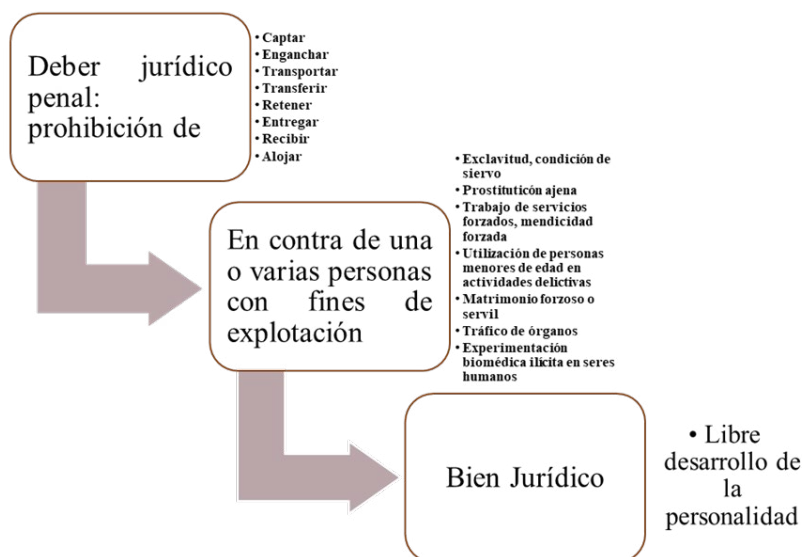 Deber jurídico
penal:
prohibición de
• Captar
• Enganchar
• Transportar
• Transferir
• Retener
• Entregar
• Recibir
• Alojar
En contra de una
o varias personas
con fines de
explotación
• Exclavitud, condición de
siervo
• Prostituticón ajena
• Trabajo de servicios
forzados, mendicidad
forzada
• Utilización de personas
menores de edad en
actividades delictivas
• Matrimonio forzoso o
servil
• Tráfico de órganos
• Experimentación
biomédica ilícita en seres
humanos
Bien Jurídico
• Libre
desarrollo de
la
personalidad